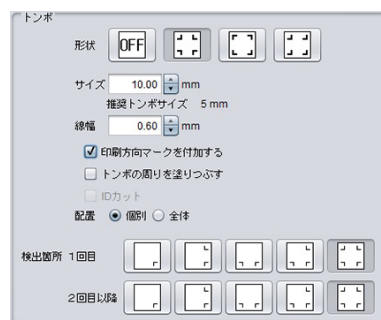 トンボ
形状 OFF
サイズ 10.00 mm
推奨トンボサイズ 5 mm
線幅 0.60 mm
印刷方向マークを付加する
トンボの周りを塗りつぶす
IDカット
配置 個別 全体
検出箇所 1回目
2回目以降